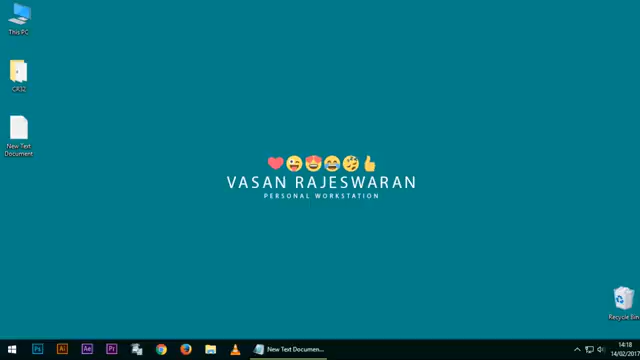 This PC
CR32
New Text
Document
VASAN RAJESWARAN
PERSONAL WORKSTATION
Recycle Bin
Ps
Ai
Ae
Pr
New Text Documen...
14:18
14/02/2017